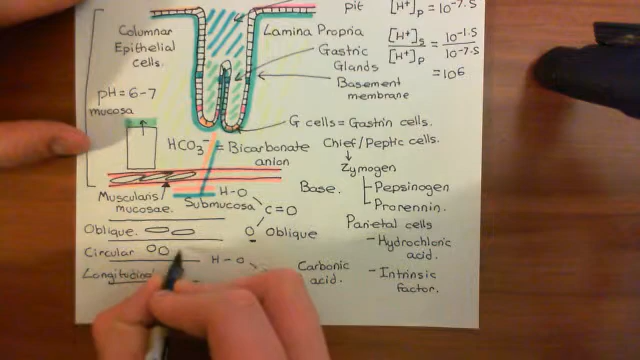 pit
[H⁺]p = 10^-7.5
Columnar
Epithelial
cells.
Lamina Propria
[H⁺]s = 10^-1.5
[H⁺]p 10^-7.5
= 10⁶
Gastric
Glands
Basement
membrane
pH = 6-7
mucosa
G cells = Gastrin cells.
HCO₃⁻ = Bicarbonate
anion
Chief/Peptic cells.
Zymogen
Pepsinogen
Prorennin.
Muscularis
mucosae.
Submucosa
H-O
C=O
O
Base.
Oblique.
Oblique
Parietal cells
- Hydrochloric
acid.
- Intrinsic
factor.
Circular
Longitudinal
H-O
Carbonic
acid.